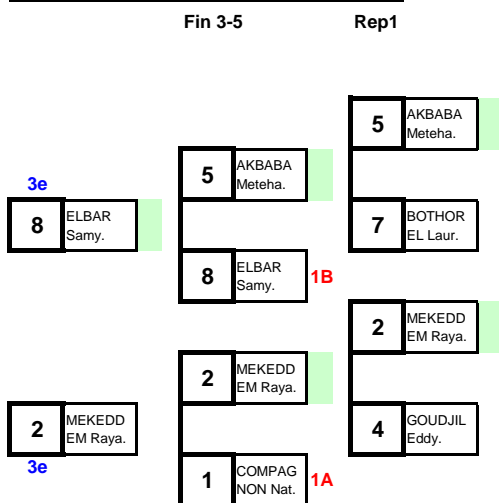 Fin 3-5 Rep1
5 AKBABA
Meteha.
5 AKBABA
Meteha.
3e
8 ELBAR
Samy.
7 BOTHOR
EL Laur.
8 ELBAR
Samy. 1B
2 MEKEDD
EM Raya.
2 MEKEDD
EM Raya.
2 MEKEDD
EM Raya.
4 GOUDJIL
Eddy.
3e
1 COMPAG
NON Nat. 1A